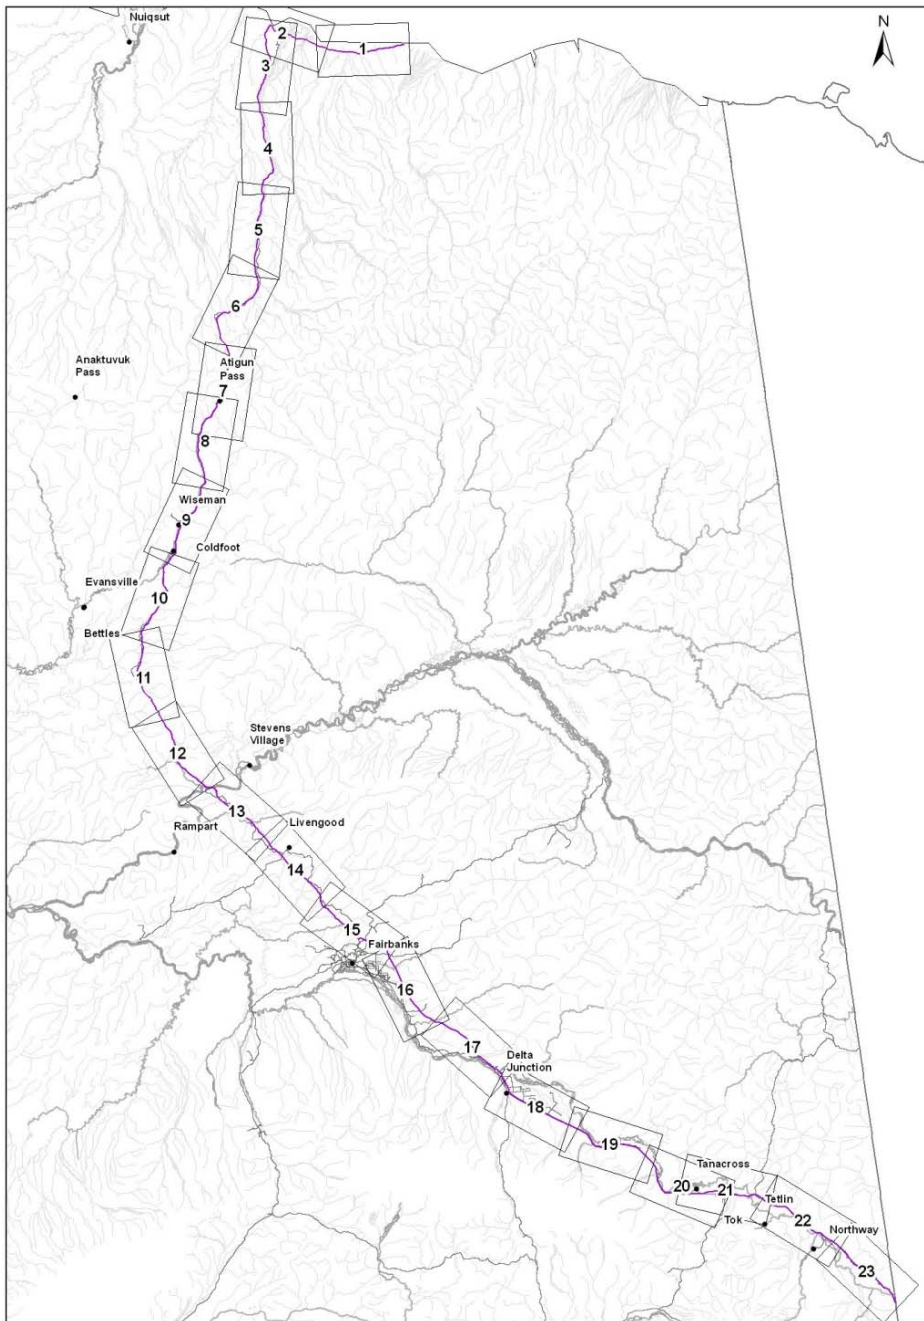 Nuiqsut
N
2
1
3
4
5
6
Anaktuvuk
Pass
Atigun
Pass
7
8
Wiseman
9
Coldfoot
Evansville
10
Bettles
11
Stevens
Village
12
13
Rampart
Livengood
14
15
Fairbanks
16
17
Delta
Junction
18
19
Tanacross
20
21
Tetlin
Tok
22
Northway
23